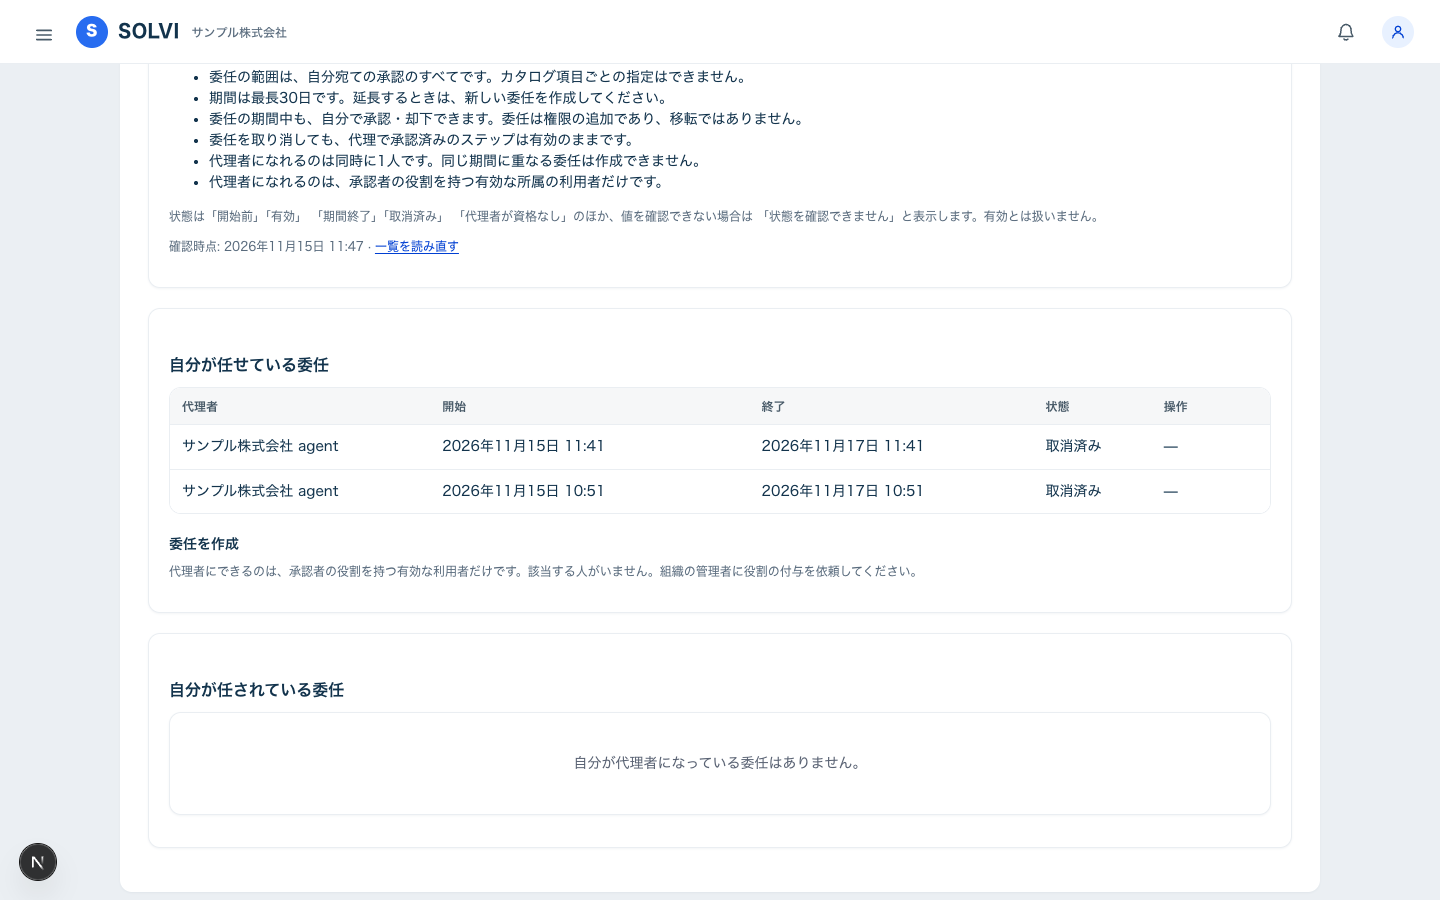 S SOLVI サンプル株式会社
• 委任の範囲は、自分宛ての承認のすべてです。カタログ項目ごとの指定はできません。
• 期間は最長30日です。延長するときは、新しい委任を作成してください。
• 委任の期間中も、自分で承認・却下できます。委任は権限の追加であり、移転ではありません。
• 委任を取り消しても、代理で承認済みのステップは有効のままです。
• 代理者になれるのは同時に1人です。同じ期間に重なる委任は作成できません。
• 代理者になれるのは、承認者の役割を持つ有効な所属の利用者だけです。
状態は「開始前」「有効」 「期間終了」「取消済み」 「代理者が資格なし」のほか、値を確認できない場合は 「状態を確認できません」と表示します。有効とは扱いません。
確認時点: 2026年11月15日 11:47 · 一覧を読み直す
自分が任せている委任
代理者 開始 終了 状態 操作
サンプル株式会社 agent 2026年11月15日 11:41 2026年11月17日 11:41 取消済み —
サンプル株式会社 agent 2026年11月15日 10:51 2026年11月17日 10:51 取消済み —
委任を作成
代理者にできるのは、承認者の役割を持つ有効な利用者だけです。該当する人がいません。組織の管理者に役割の付与を依頼してください。
自分が任されている委任
自分が代理者になっている委任はありません。
N